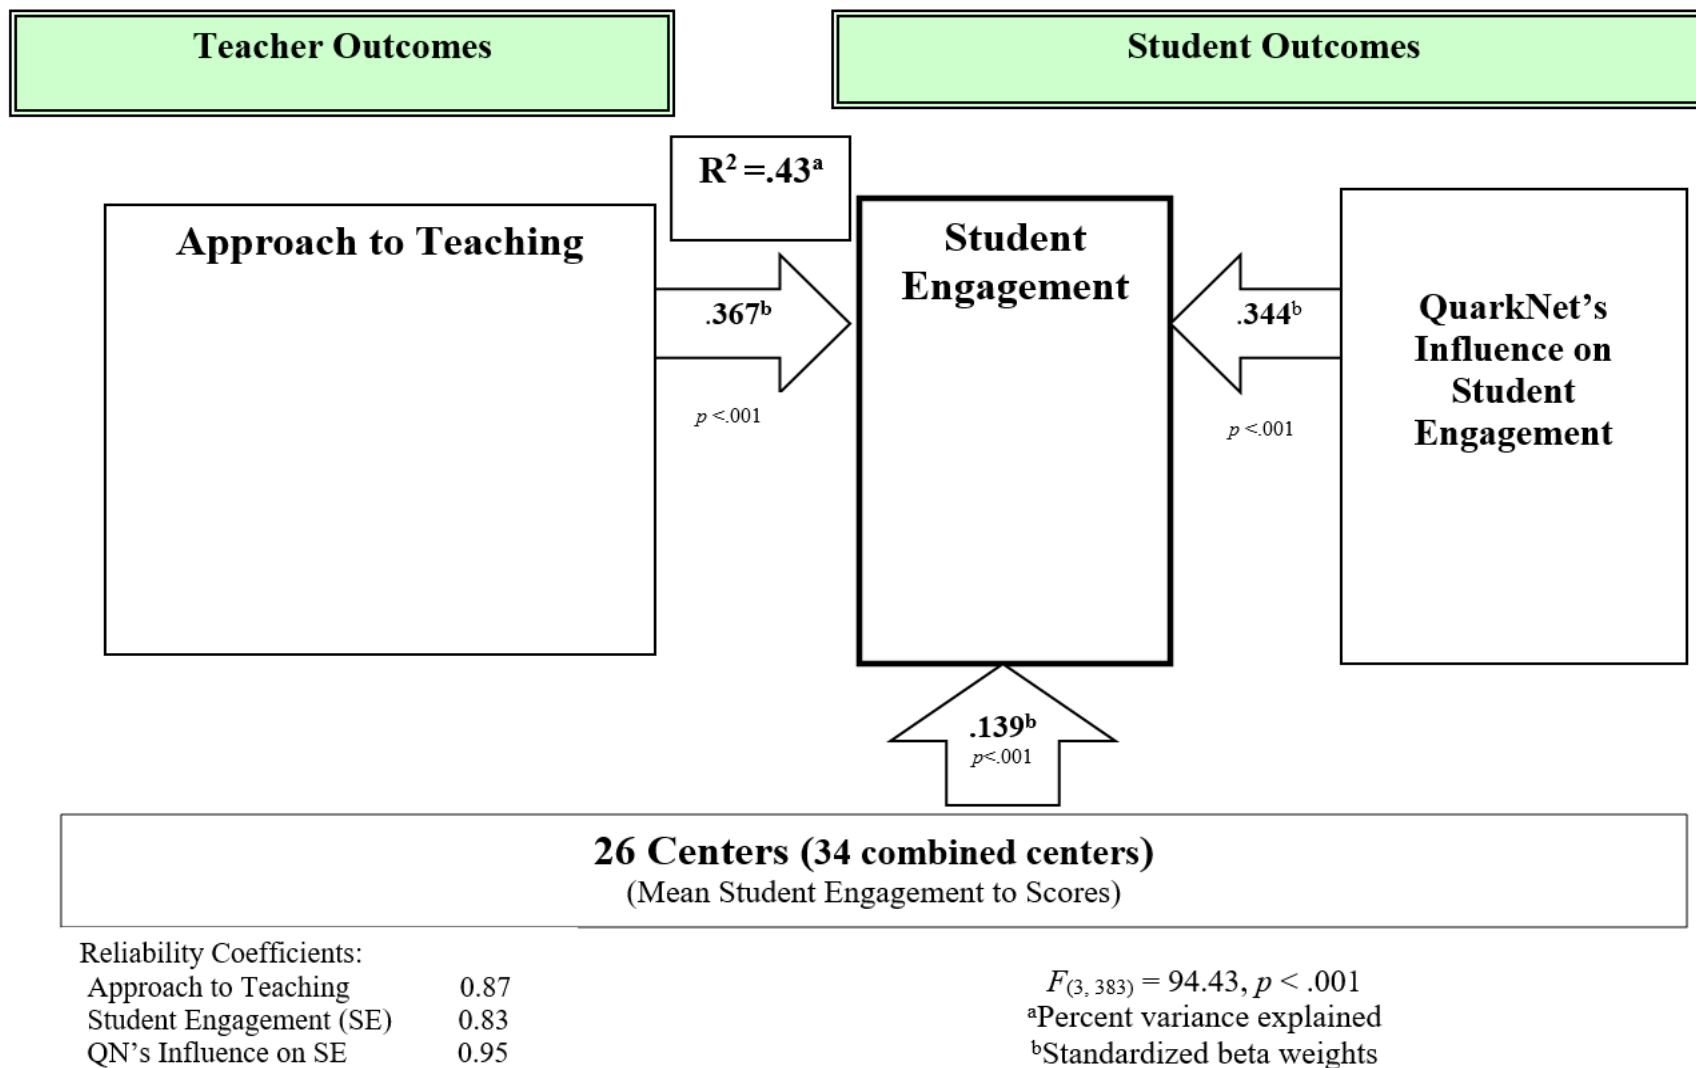 Teacher Outcomes
Student Outcomes
R² =.43ᵃ
Approach to Teaching
Student
Engagement
.367ᵇ
p <.001
.344ᵇ
p <.001
QuarkNet’s
Influence on
Student
Engagement
.139ᵇ
p<.001
26 Centers (34 combined centers)
(Mean Student Engagement to Scores)
Reliability Coefficients:
Approach to Teaching 0.87
Student Engagement (SE) 0.83
QN’s Influence on SE 0.95
F(3, 383) = 94.43, p < .001
ᵃPercent variance explained
ᵇStandardized beta weights